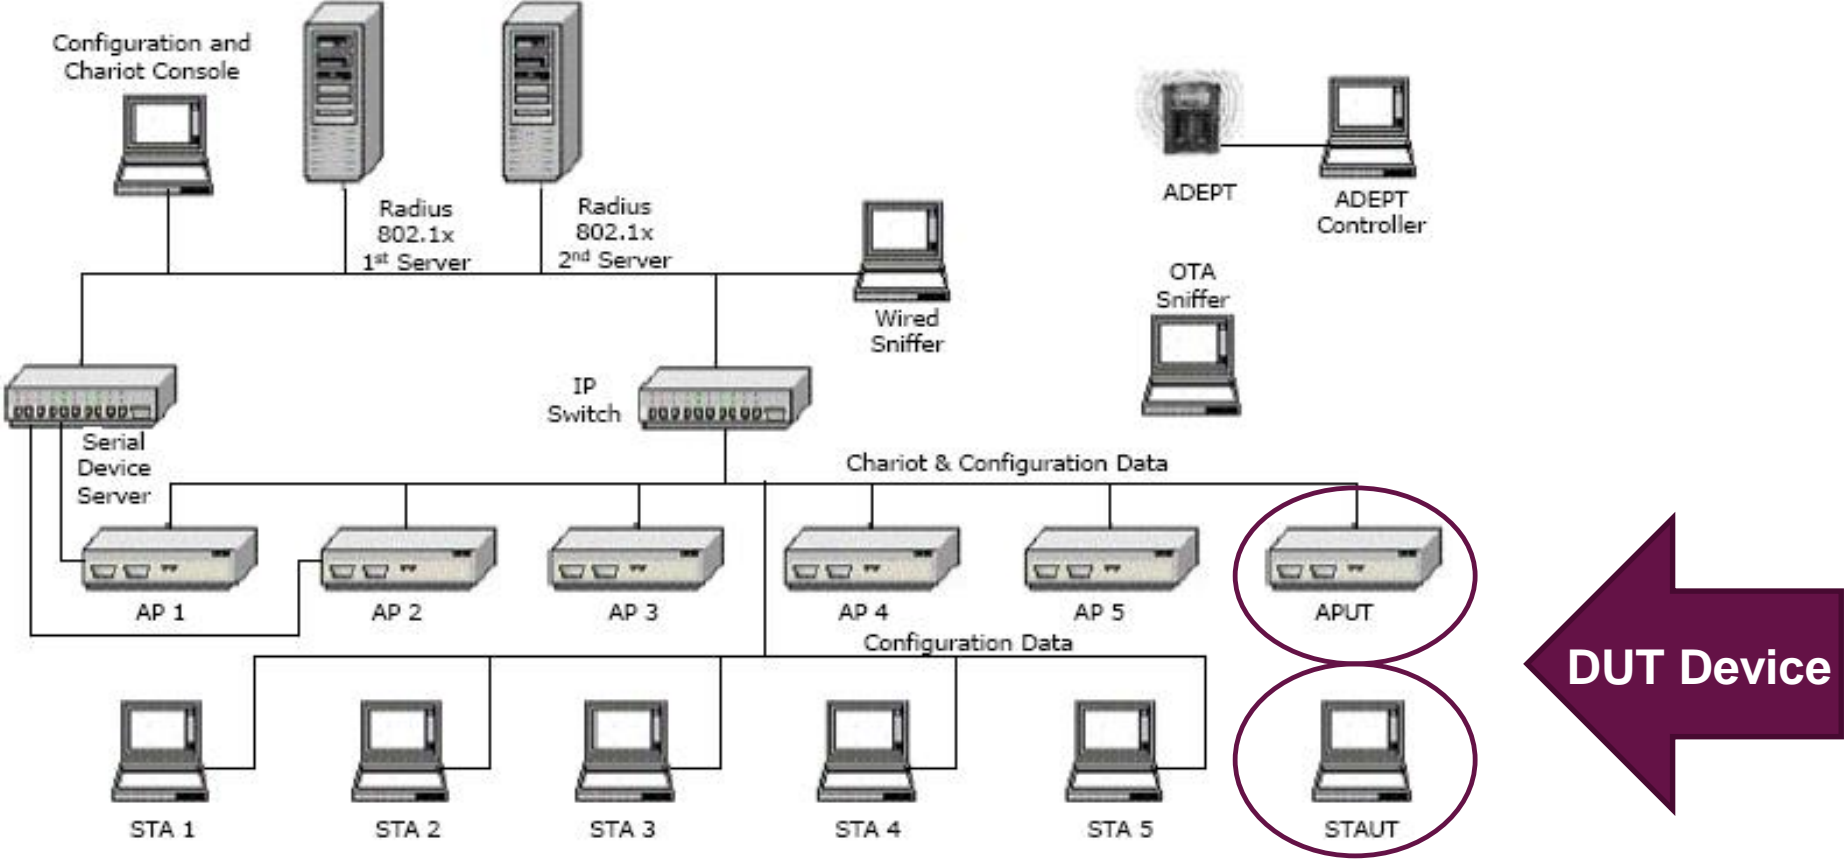 Configuration and
Chariot Console
Radius
802.1x
1st Server
Radius
802.1x
2nd Server
ADEPT
ADEPT
Controller
OTA
Sniffer
Wired
Sniffer
IP
Switch
Serial
Device
Server
Chariot & Configuration Data
AP 1
AP 2
AP 3
AP 4
AP 5
APUT
Configuration Data
DUT Device
STA 1
STA 2
STA 3
STA 4
STA 5
STAUT